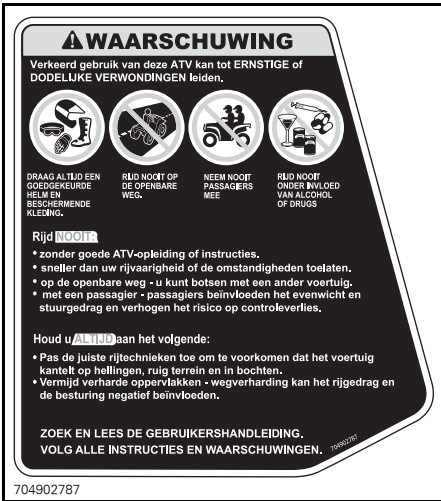 WAARSCHUWING
Verkeerd gebruik van deze ATV kan tot ERNSTIGE of
DODELIJKE VERWONDINGEN leiden.
DRAAG ALTIJD EEN
GOEDGEKEURDE
HELM EN
BESCHERMENDE
KLEDING.
RIJD NOOIT OP
DE OPENBARE
WEG.
NEEM NOOIT
PASSAGIERS
MEE
RIJD NOOIT
ONDER INVLOED
VAN ALCOHOL
OF DRUGS
Rijd NOOIT:
• zonder goede ATV-opleiding of instructies.
• sneller dan uw rijvaarigheid of de omstandigheden toelaten.
• op de openbare weg - u kunt botsen met een ander voertuig.
• met een passagier - passagiers beïnvloeden het evenwicht en
stuurgedrag en verhogen het risico op controleverlies.
Houd u ALTIJD aan het volgende:
• Pas de juiste rijtechnieken toe om te voorkomen dat het voertuig
kantelt op hellingen, ruig terrein en in bochten.
• Vermijd verharde oppervlakken - wegverharding kan het rijgedrag en
de besturing negatief beïnvloeden.
ZOEK EN LEES DE GEBRUIKERSHANDLEIDING.
VOLG ALLE INSTRUCTIES EN WAARSCHUWINGEN.
704902787
704902787